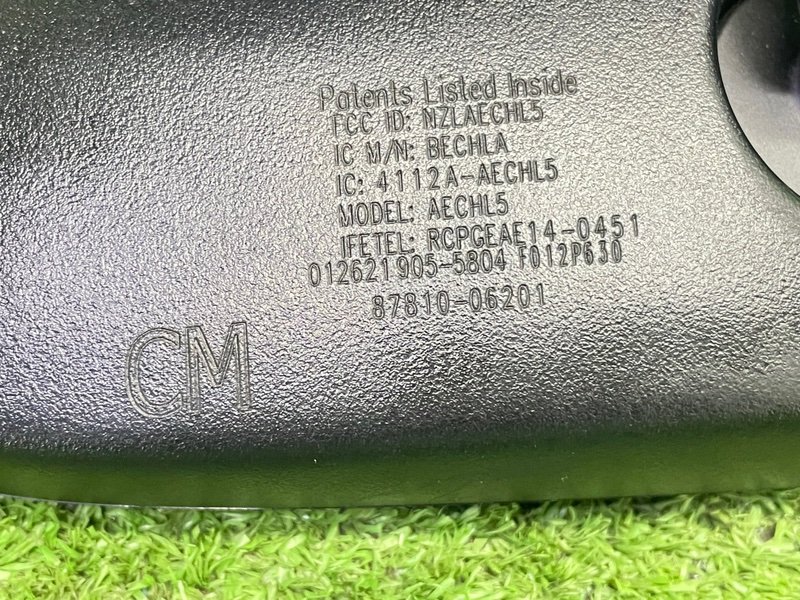 Patents Listed Inside
FCC ID: NZLAECHL5
IC M/N: BECHLA
IC: 4112A-AECHL5
MODEL: AECHL5
IFETEL: RCPGEAE14-0451
012621905-5804 F012P630
87810-06201
CM